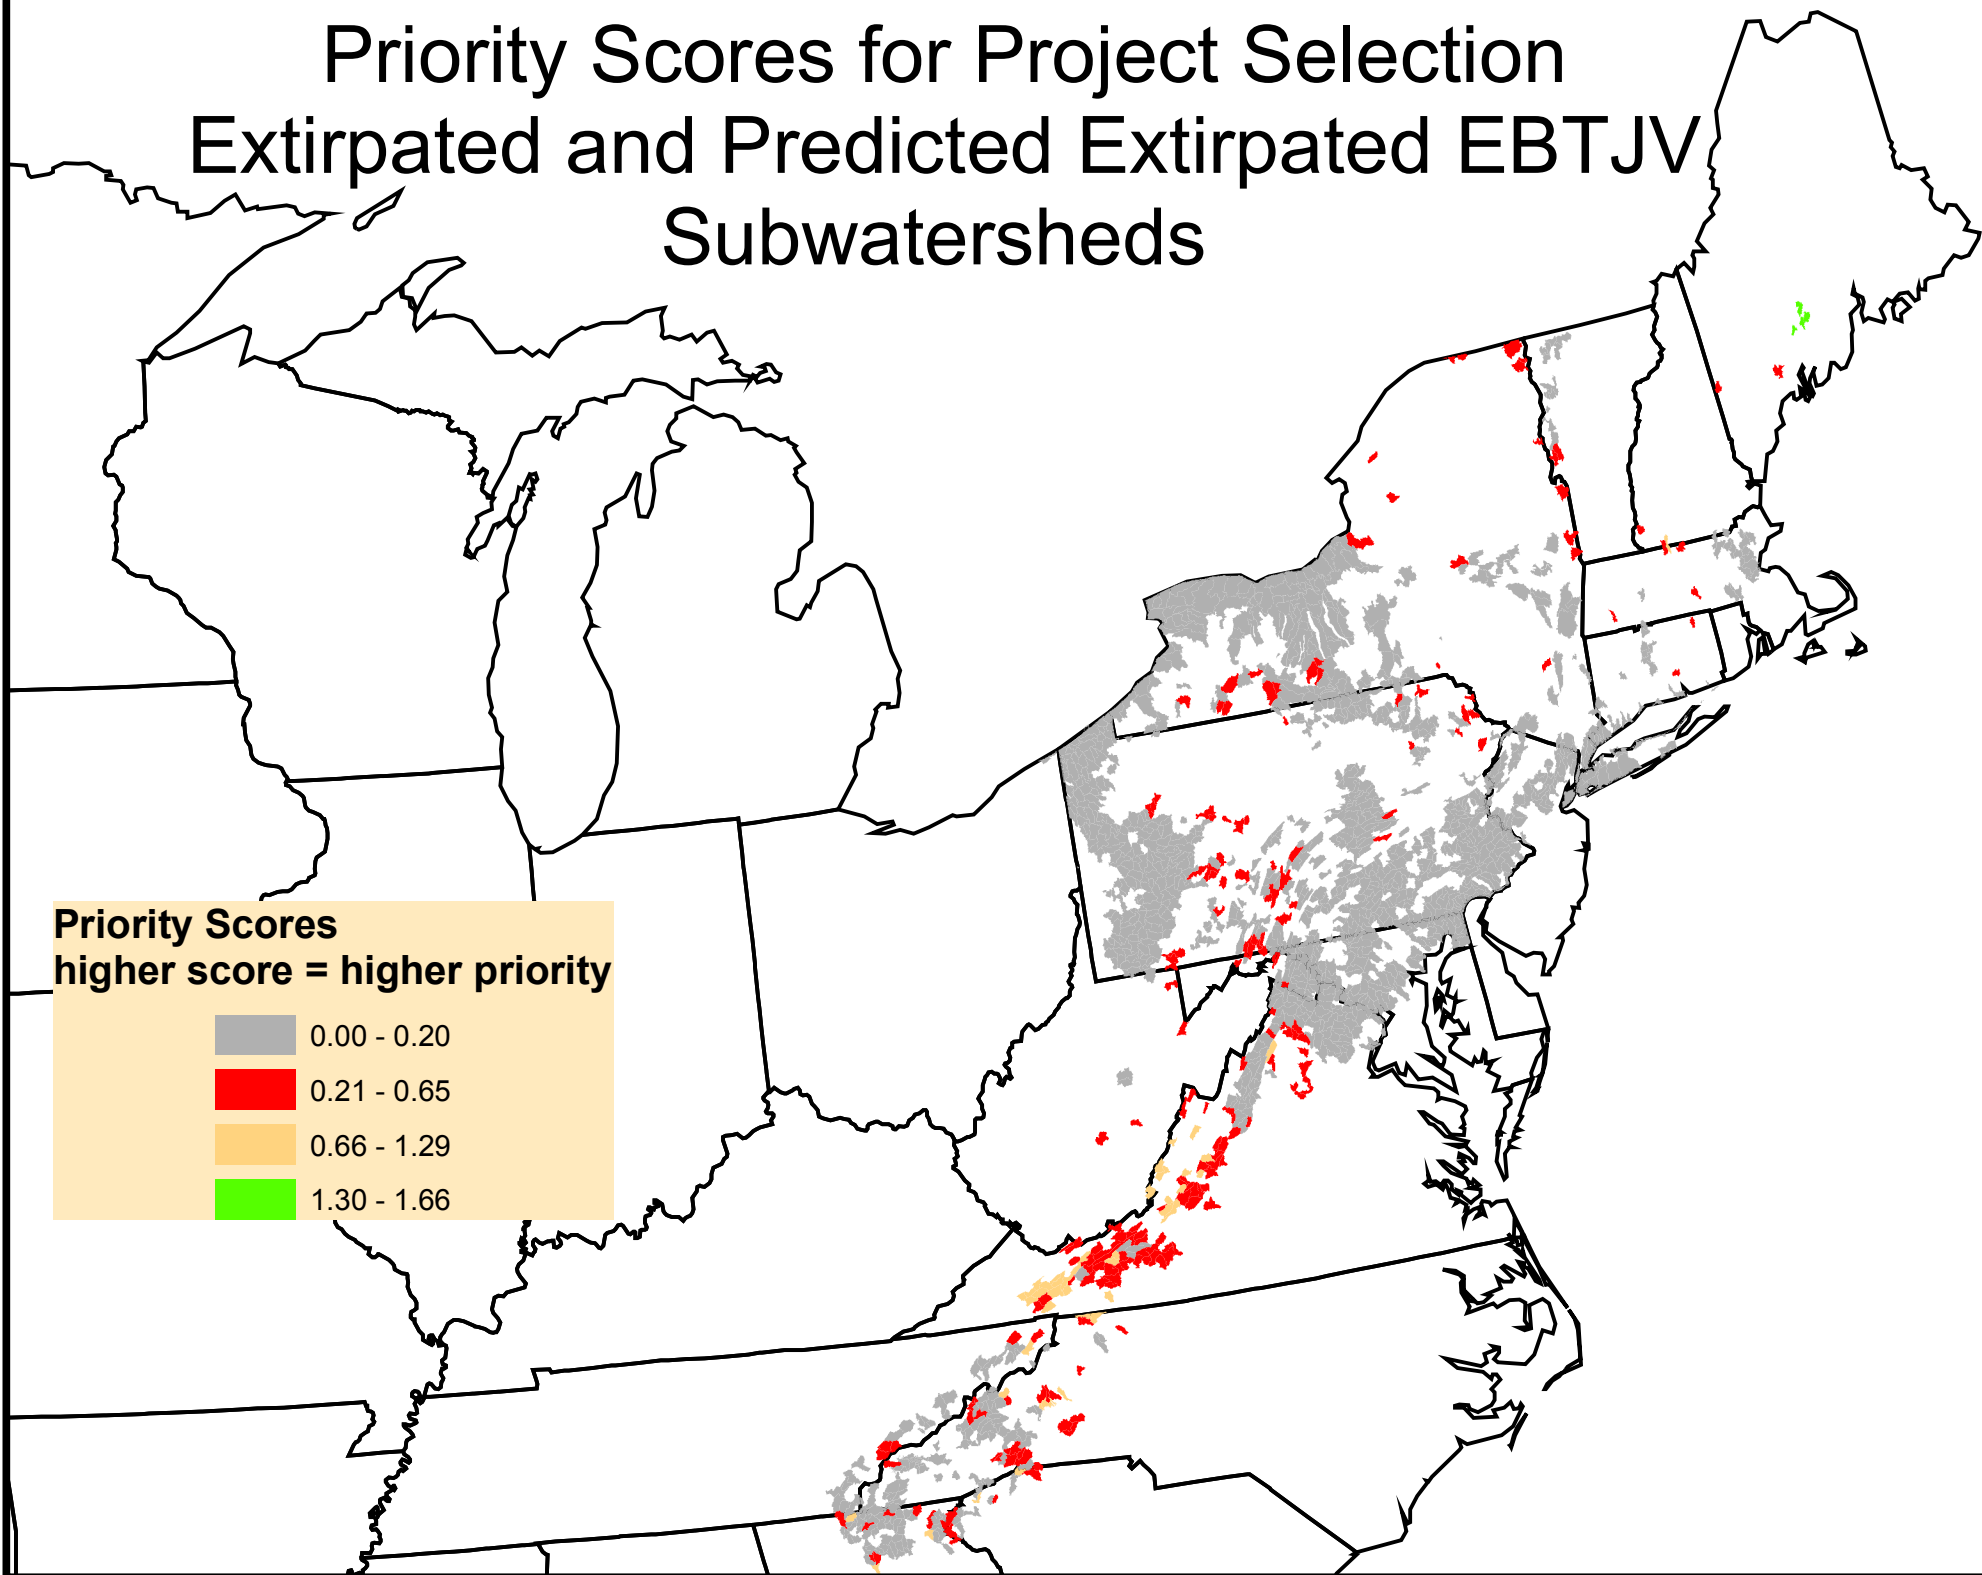 Priority Scores for Project Selection
Extirpated and Predicted Extirpated EBTJV
Subwatersheds
Priority Scores
higher score = higher priority
0.00 - 0.20
0.21 - 0.65
0.66 - 1.29
1.30 - 1.66